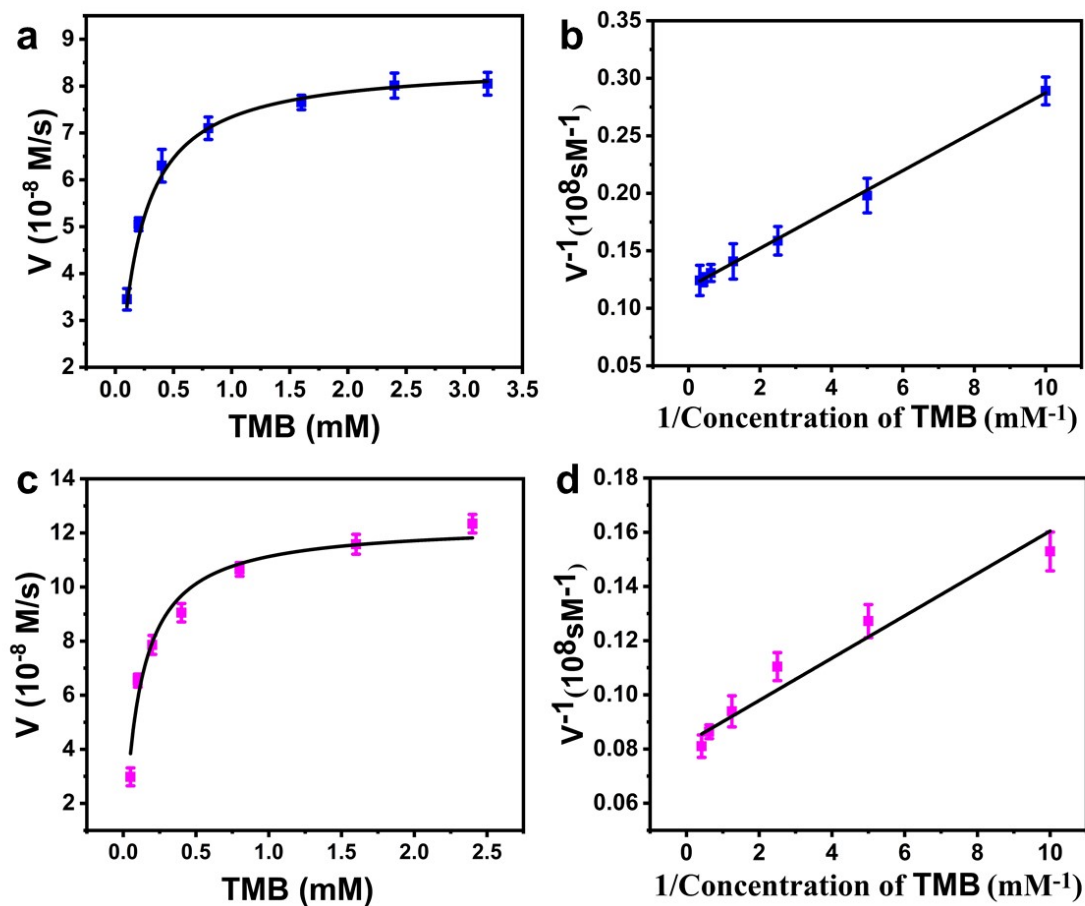 a
V (10⁻⁸ M/s)
9
8
7
6
5
4
3
2
0.0 0.5 1.0 1.5 2.0 2.5 3.0 3.5
TMB (mM)
b
V⁻¹(10⁸sM⁻¹)
0.35
0.30
0.25
0.20
0.15
0.10
0.05
0 2 4 6 8 10
1/Concentration of TMB (mM⁻¹)
c
V (10⁻⁸ M/s)
14
12
10
8
6
4
2
0.0 0.5 1.0 1.5 2.0 2.5
TMB (mM)
d
V⁻¹(10⁸sM⁻¹)
0.18
0.16
0.14
0.12
0.10
0.08
0.06
0 2 4 6 8 10
1/Concentration of TMB (mM⁻¹)